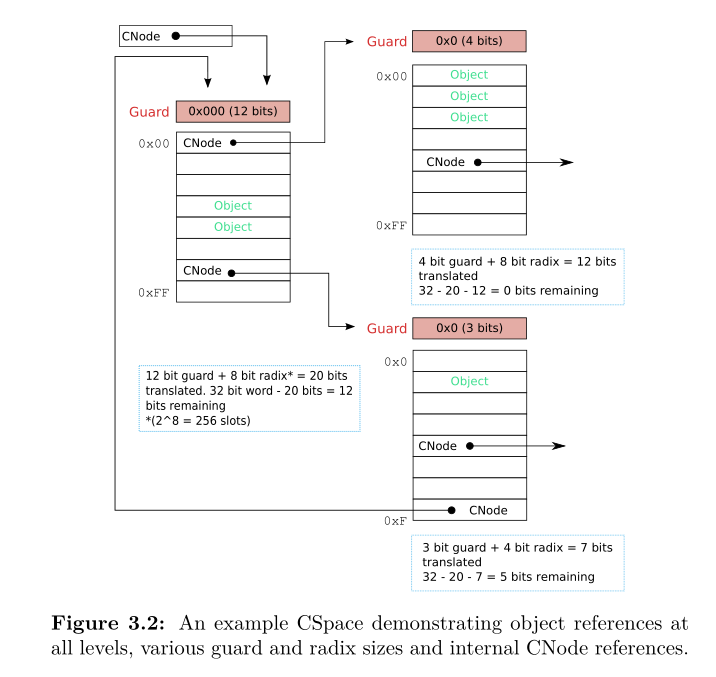 CNode
Guard 0x000 (12 bits)
0x00 CNode
Object
Object
CNode
0xFF
12 bit guard + 8 bit radix* = 20 bits
translated. 32 bit word - 20 bits = 12
bits remaining
*(2^8 = 256 slots)
Guard 0x0 (4 bits)
0x00 Object
Object
Object
CNode
0xFF
4 bit guard + 8 bit radix = 12 bits
translated
32 - 20 - 12 = 0 bits remaining
Guard 0x0 (3 bits)
0x0
Object
CNode
CNode
0xF
3 bit guard + 4 bit radix = 7 bits
translated
32 - 20 - 7 = 5 bits remaining
Figure 3.2: An example CSpace demonstrating object references at
all levels, various guard and radix sizes and internal CNode references.